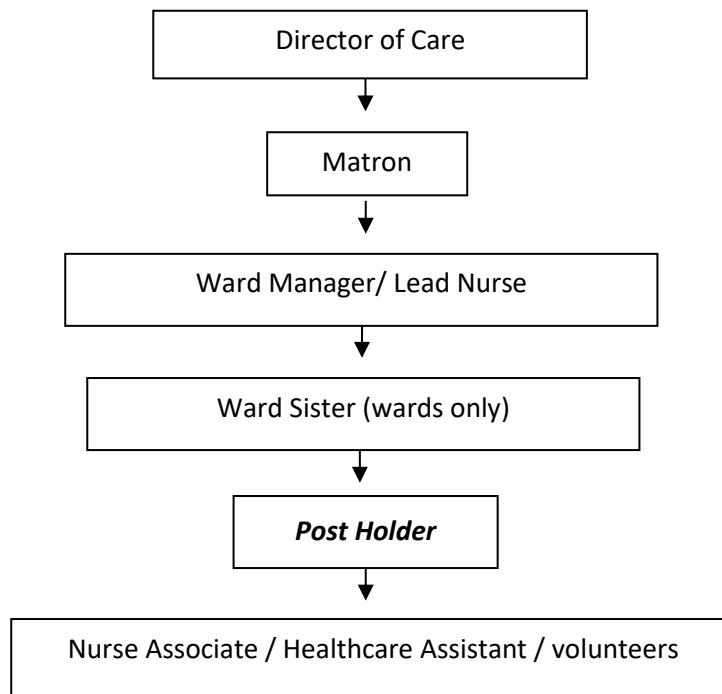 Director of Care
Matron
Ward Manager/ Lead Nurse
Ward Sister (wards only)
Post Holder
Nurse Associate / Healthcare Assistant / volunteers